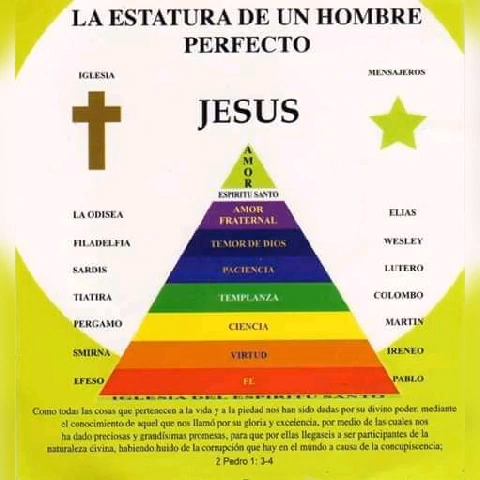 LA ESTATURA DE UN HOMBRE
PERFECTO
IGLESIA
MENSAJEROS
JESUS
AMOR
ESPIRITU SANTO
LA ODISEA
AMOR
FRATERNAL
ELIAS
FILADELFIA
TEMOR DE DIOS
WESLEY
SARDIS
PACIENCIA
LUTERO
TIATIRA
TEMPLANZA
COLOMBO
PERGAMO
CIENCIA
MARTIN
SMIRNA
VIRTUD
IRENEO
EFESO
FE
PABLO
IGLESIA DEL ESPIRITU SANTO
Como todas las cosas que pertenecen a la vida y a la piedad nos han sido dadas por su divino poder, mediante
el conocimiento de aquel que nos llamó por su gloria y excelencia, por medio de las cuales nos
ha dado preciosas y grandísimas promesas, para que por ellas llegaseis a ser participantes de la
naturaleza civina, habiendo huido de la corrupción que hay en el mundo a causa de la concupiscencia;
2 Pedro 1: 3-4